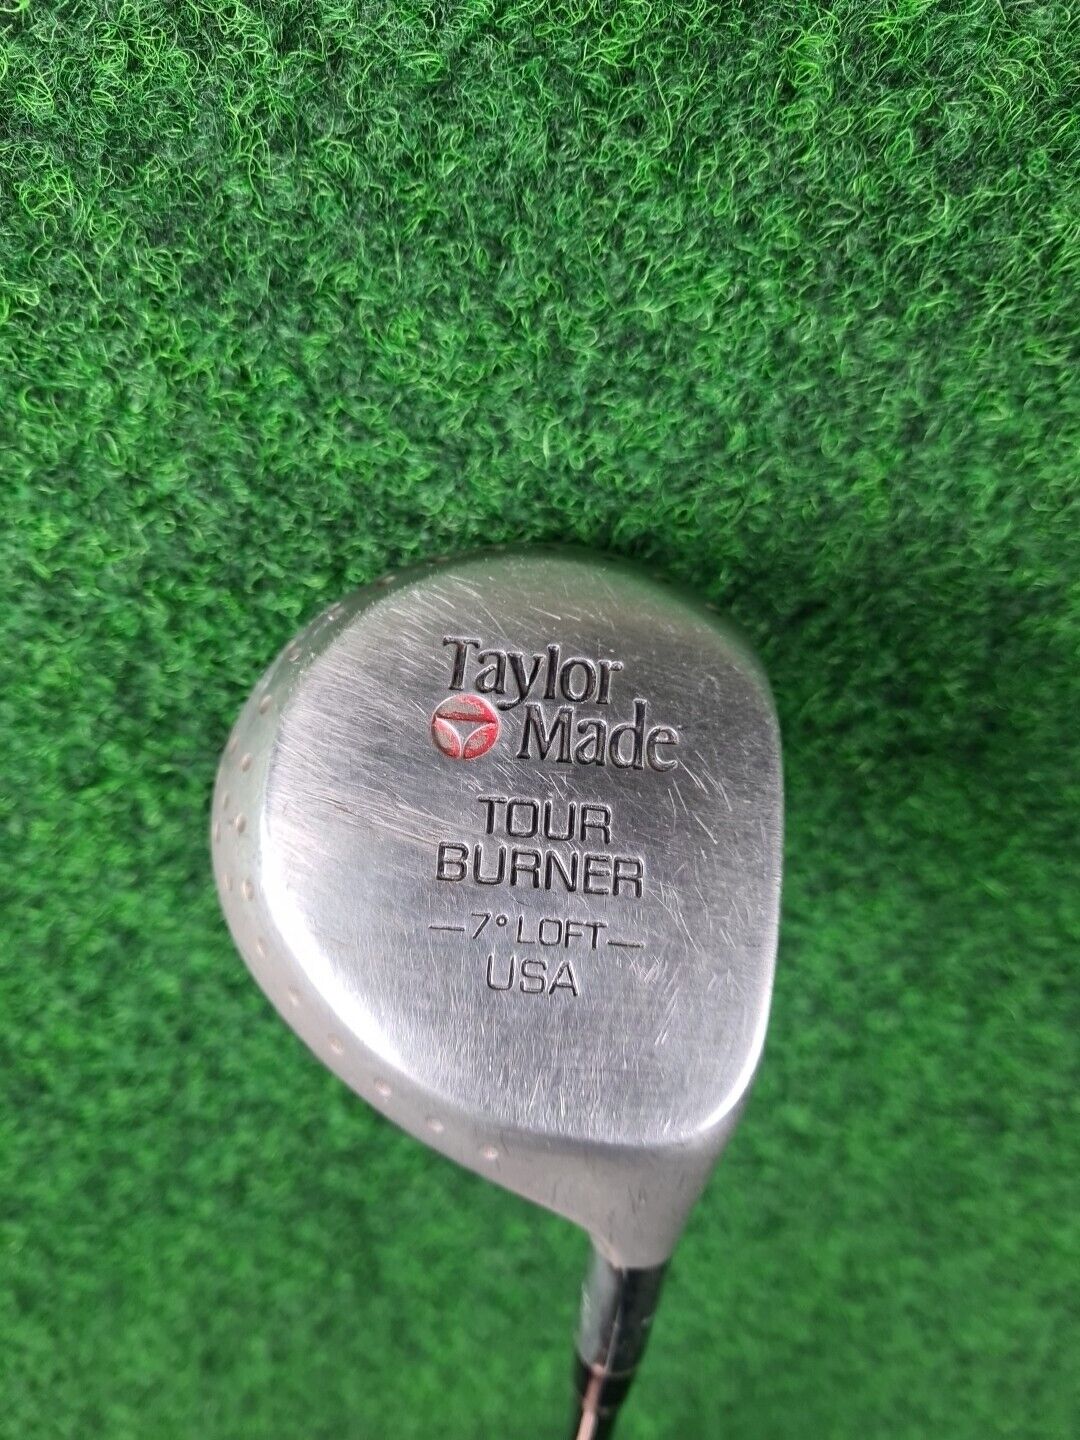 Taylor
Made
TOUR
BURNER
—7° LOFT—
USA